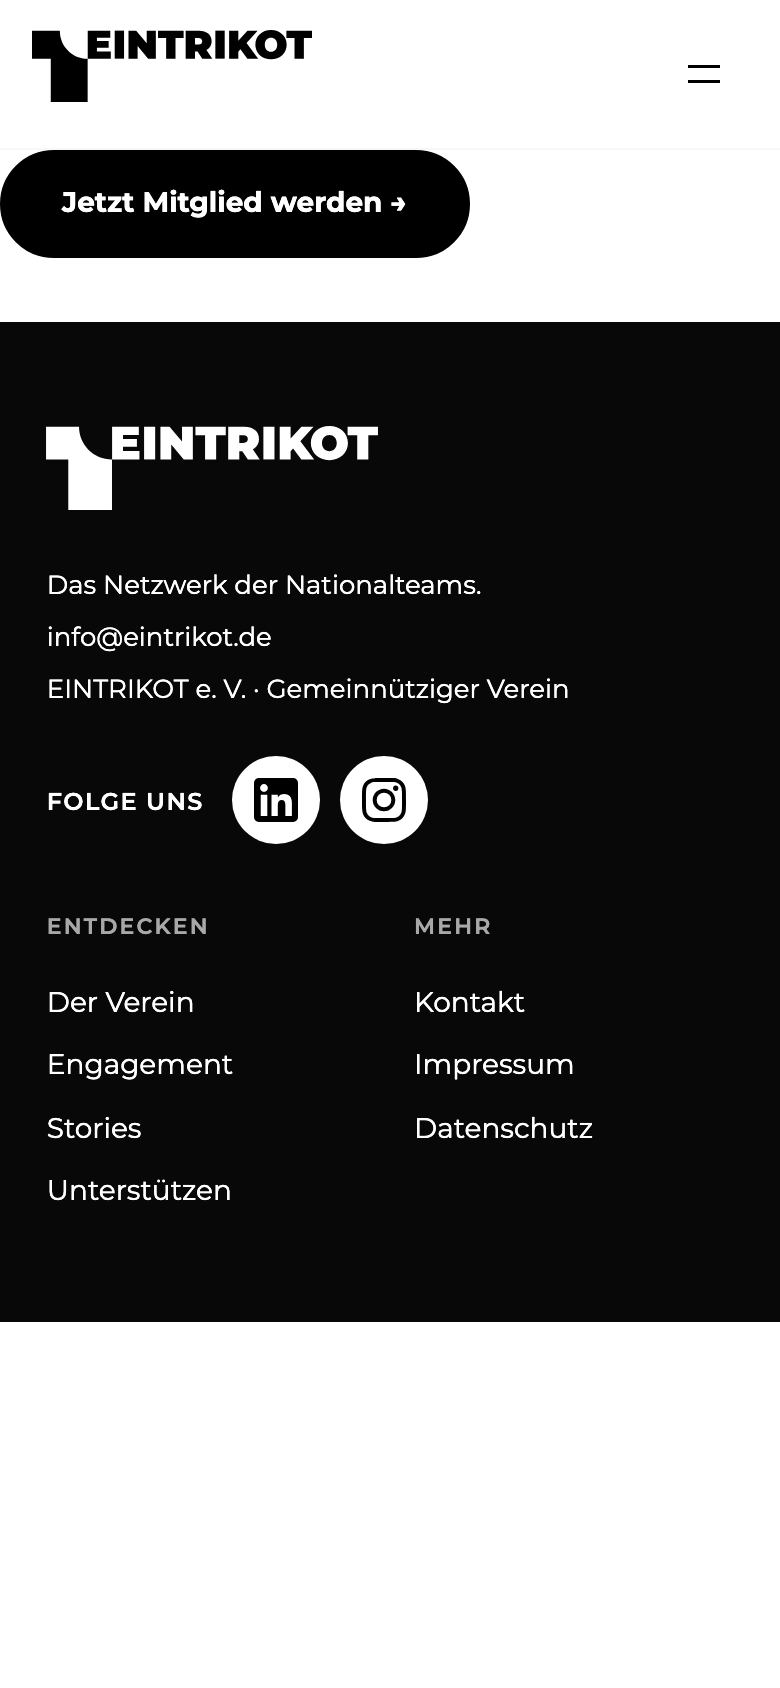 EINTRIKOT
Jetzt Mitglied werden →
EINTRIKOT
Das Netzwerk der Nationalteams.
info@eintrikot.de
EINTRIKOT e. V. · Gemeinnütziger Verein
FOLGE UNS
ENTDECKEN
Der Verein
Engagement
Stories
Unterstützen
MEHR
Kontakt
Impressum
Datenschutz